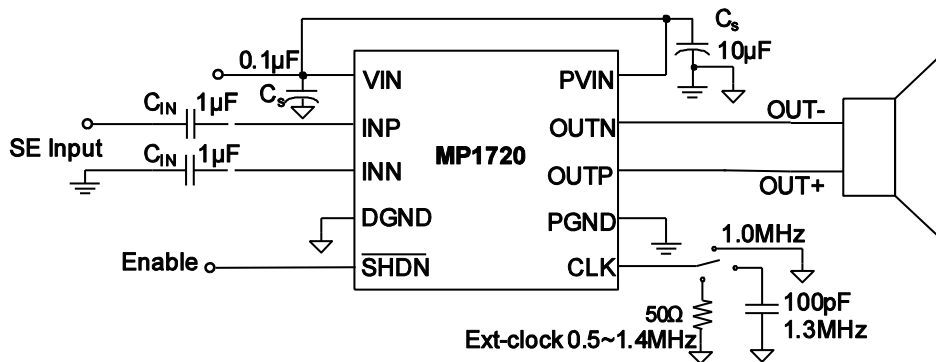 Cs
10µF
0.1µF
Cs
VIN
PVIN
CIN
1µF
INP
OUTN
OUT-
SE Input
MP1720
CIN
1µF
INN
OUTP
OUT+
DGND
PGND
1.0MHz
Enable
SHDN
CLK
50Ω
100pF
1.3MHz
Ext-clock 0.5~1.4MHz